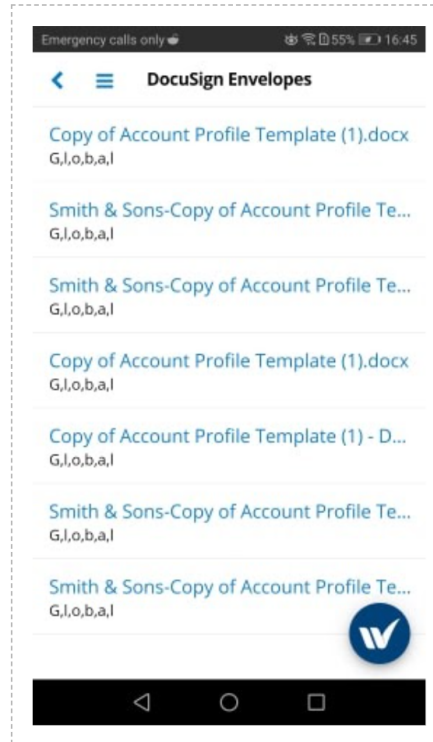 Emergency calls only 55% 16:45
DocuSign Envelopes
Copy of Account Profile Template (1).docx
G,l,o,b,a,l
Smith & Sons-Copy of Account Profile Te...
G,l,o,b,a,l
Smith & Sons-Copy of Account Profile Te...
G,l,o,b,a,l
Copy of Account Profile Template (1).docx
G,l,o,b,a,l
Copy of Account Profile Template (1) - D...
G,l,o,b,a,l
Smith & Sons-Copy of Account Profile Te...
G,l,o,b,a,l
Smith & Sons-Copy of Account Profile Te...
G,l,o,b,a,l